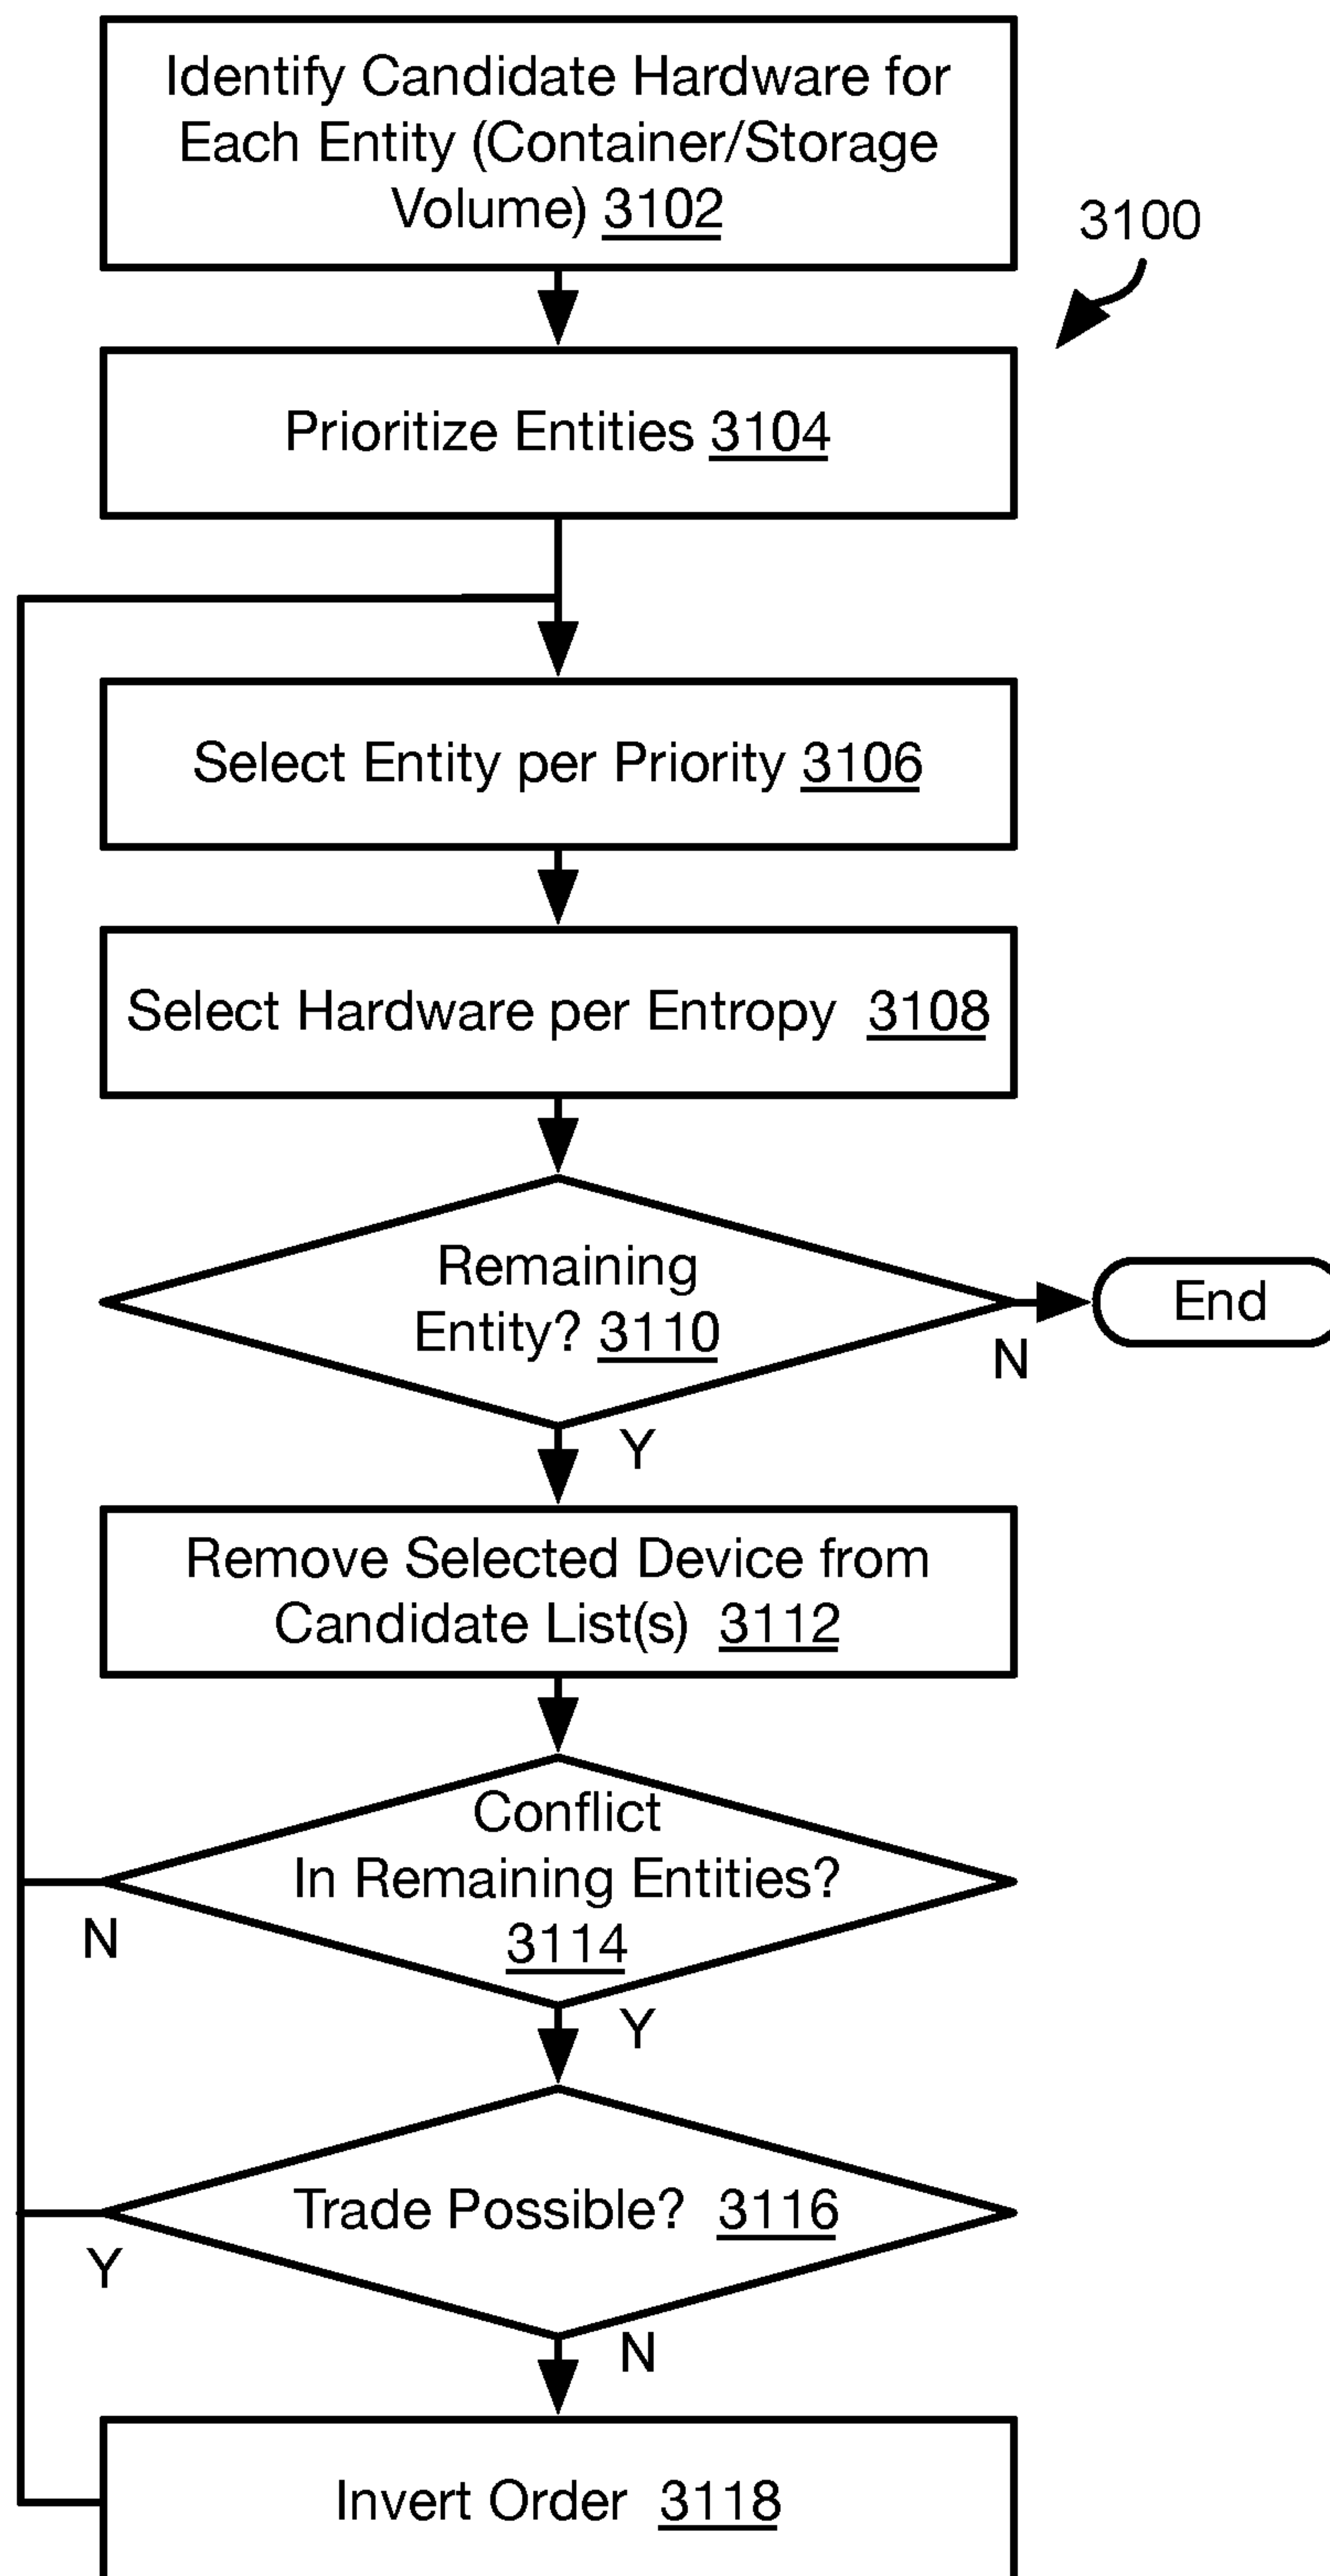 Identify Candidate Hardware for
Each Entity (Container/Storage
Volume) 3102
3100
Prioritize Entities 3104
Select Entity per Priority 3106
Select Hardware per Entropy 3108
Remaining
Entity? 3110
End
N
Y
Remove Selected Device from
Candidate List(s) 3112
Conflict
In Remaining Entities?
3114
N
Y
Trade Possible? 3116
Y
N
Invert Order 3118